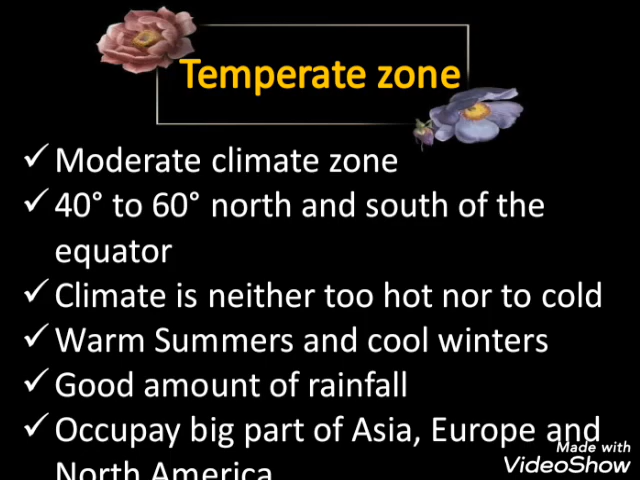 Temperate zone
✓ Moderate climate zone
✓ 40° to 60° north and south of the
equator
✓ Climate is neither too hot nor to cold
✓ Warm Summers and cool winters
✓ Good amount of rainfall
✓ Occupay big part of Asia, Europe and
North America
Made with
VideoShow